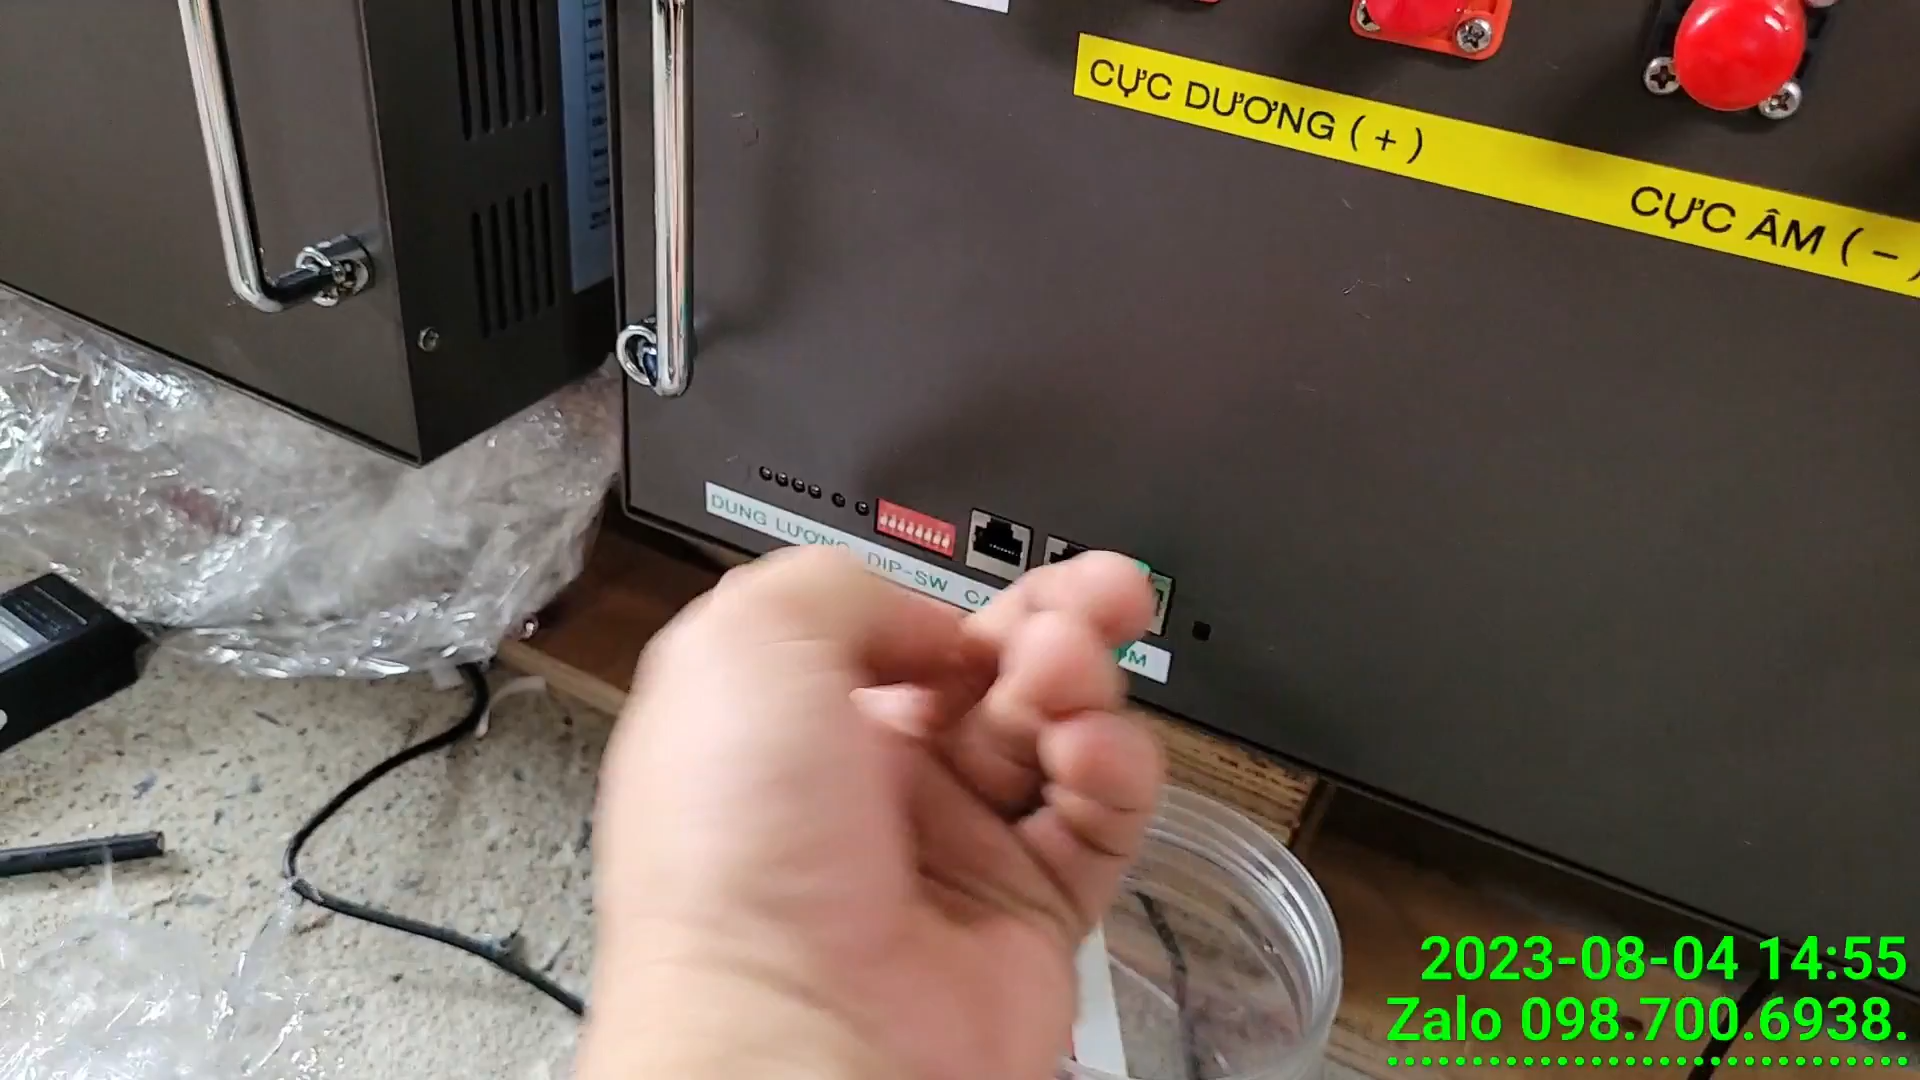 CỰC DƯƠNG ( + )
CỰC ÂM ( - )
DUNG LƯỢNG DIP-SW
2023-08-04 14:55
Zalo 098.700.6938.